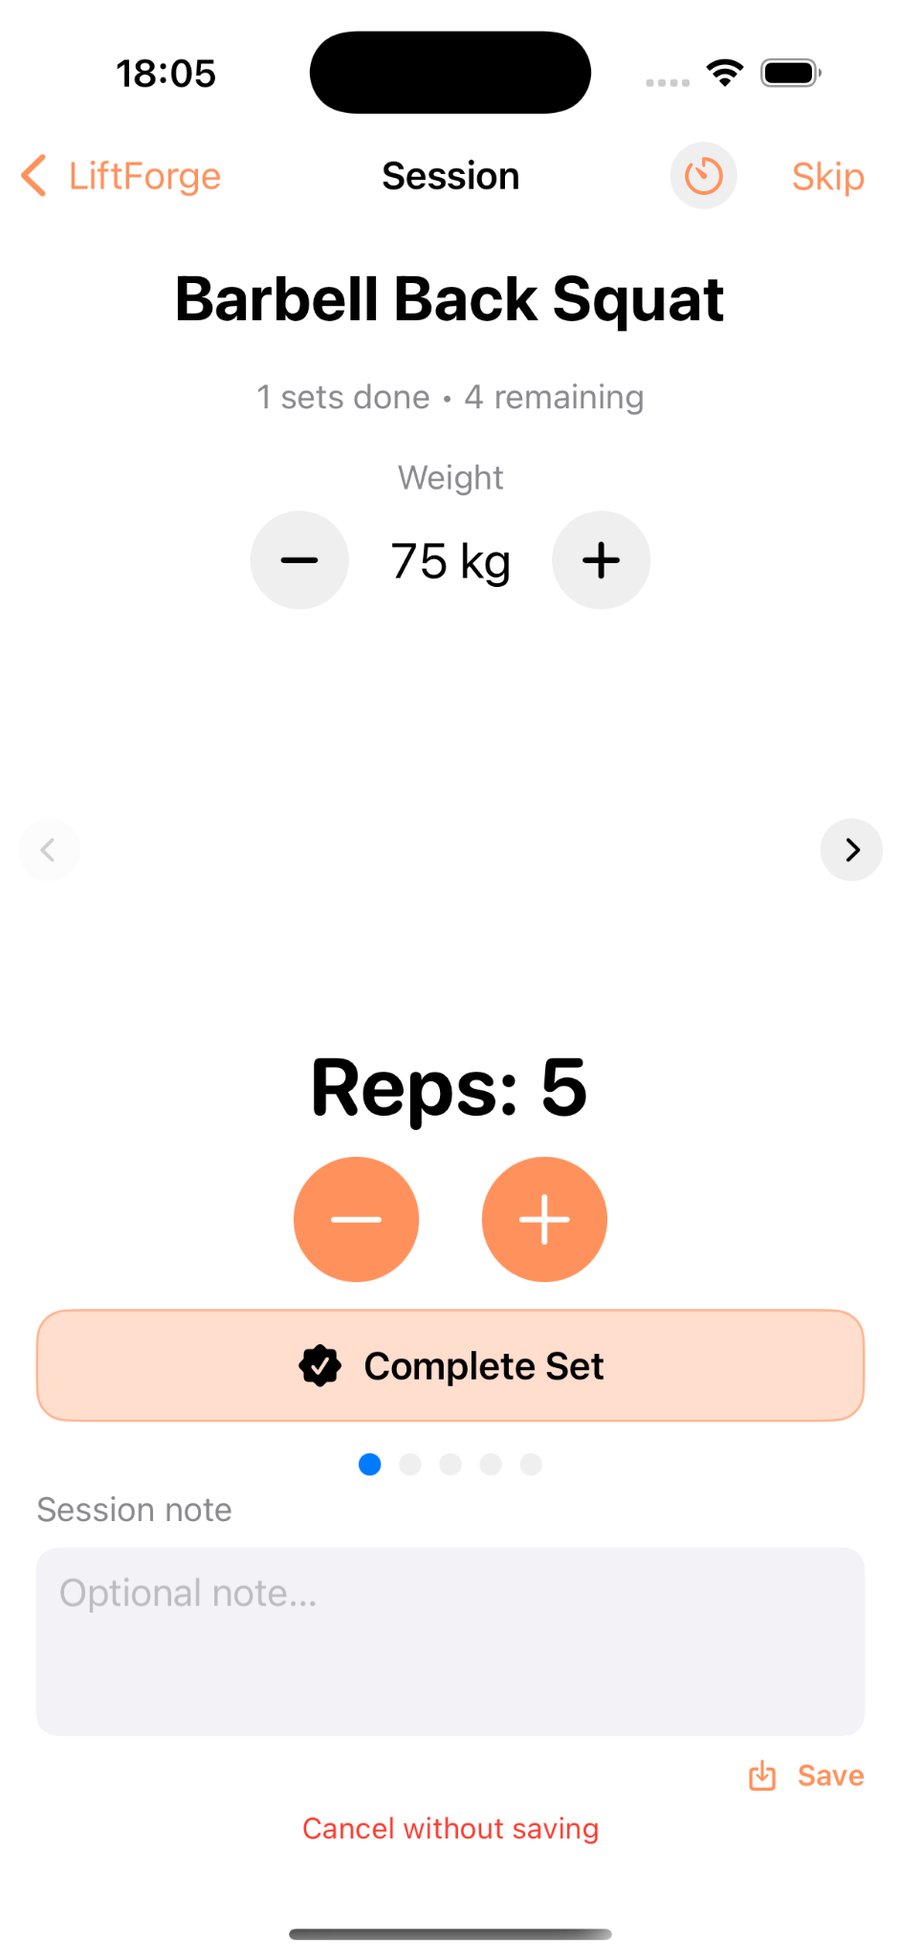 18:05
LiftForge Session Skip
Barbell Back Squat
1 sets done • 4 remaining
Weight
75 kg
Reps: 5
Complete Set
Session note
Optional note...
Save
Cancel without saving